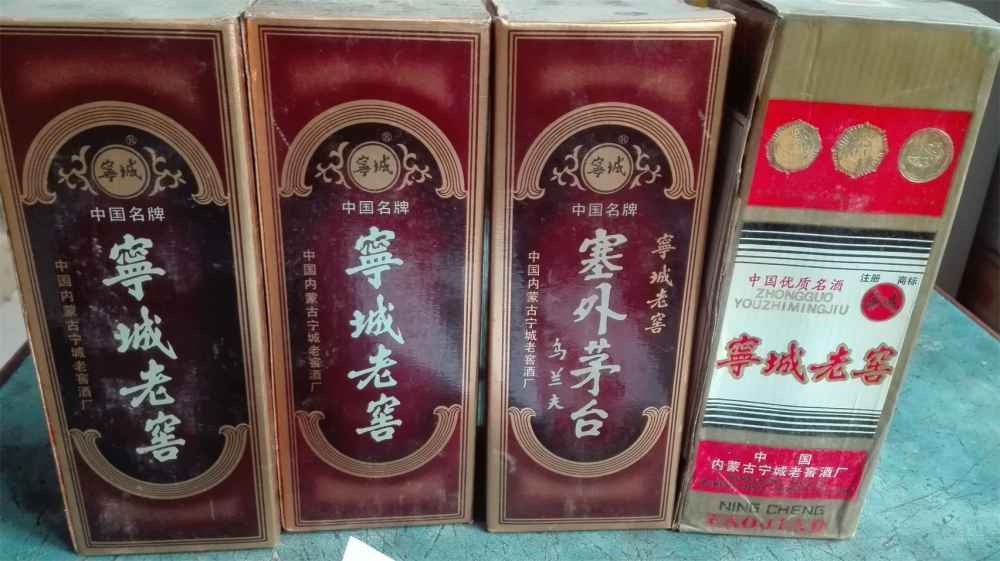 寧城
®
中国名牌
寧城老窖
中国内蒙古宁城老窖酒厂
寧城
®
中国名牌
寧城老窖
中国内蒙古宁城老窖酒厂
寧城
®
中国名牌
寧城老窖
塞外茅台
乌兰夫
中国内蒙古宁城老窖酒厂
中国优质名酒
注册 商标
ZHONGGUO
YOUZHIMINGJIU
寧城老窖
中国
内蒙古宁城老窖酒厂
NING CHENG
LAOJIAO